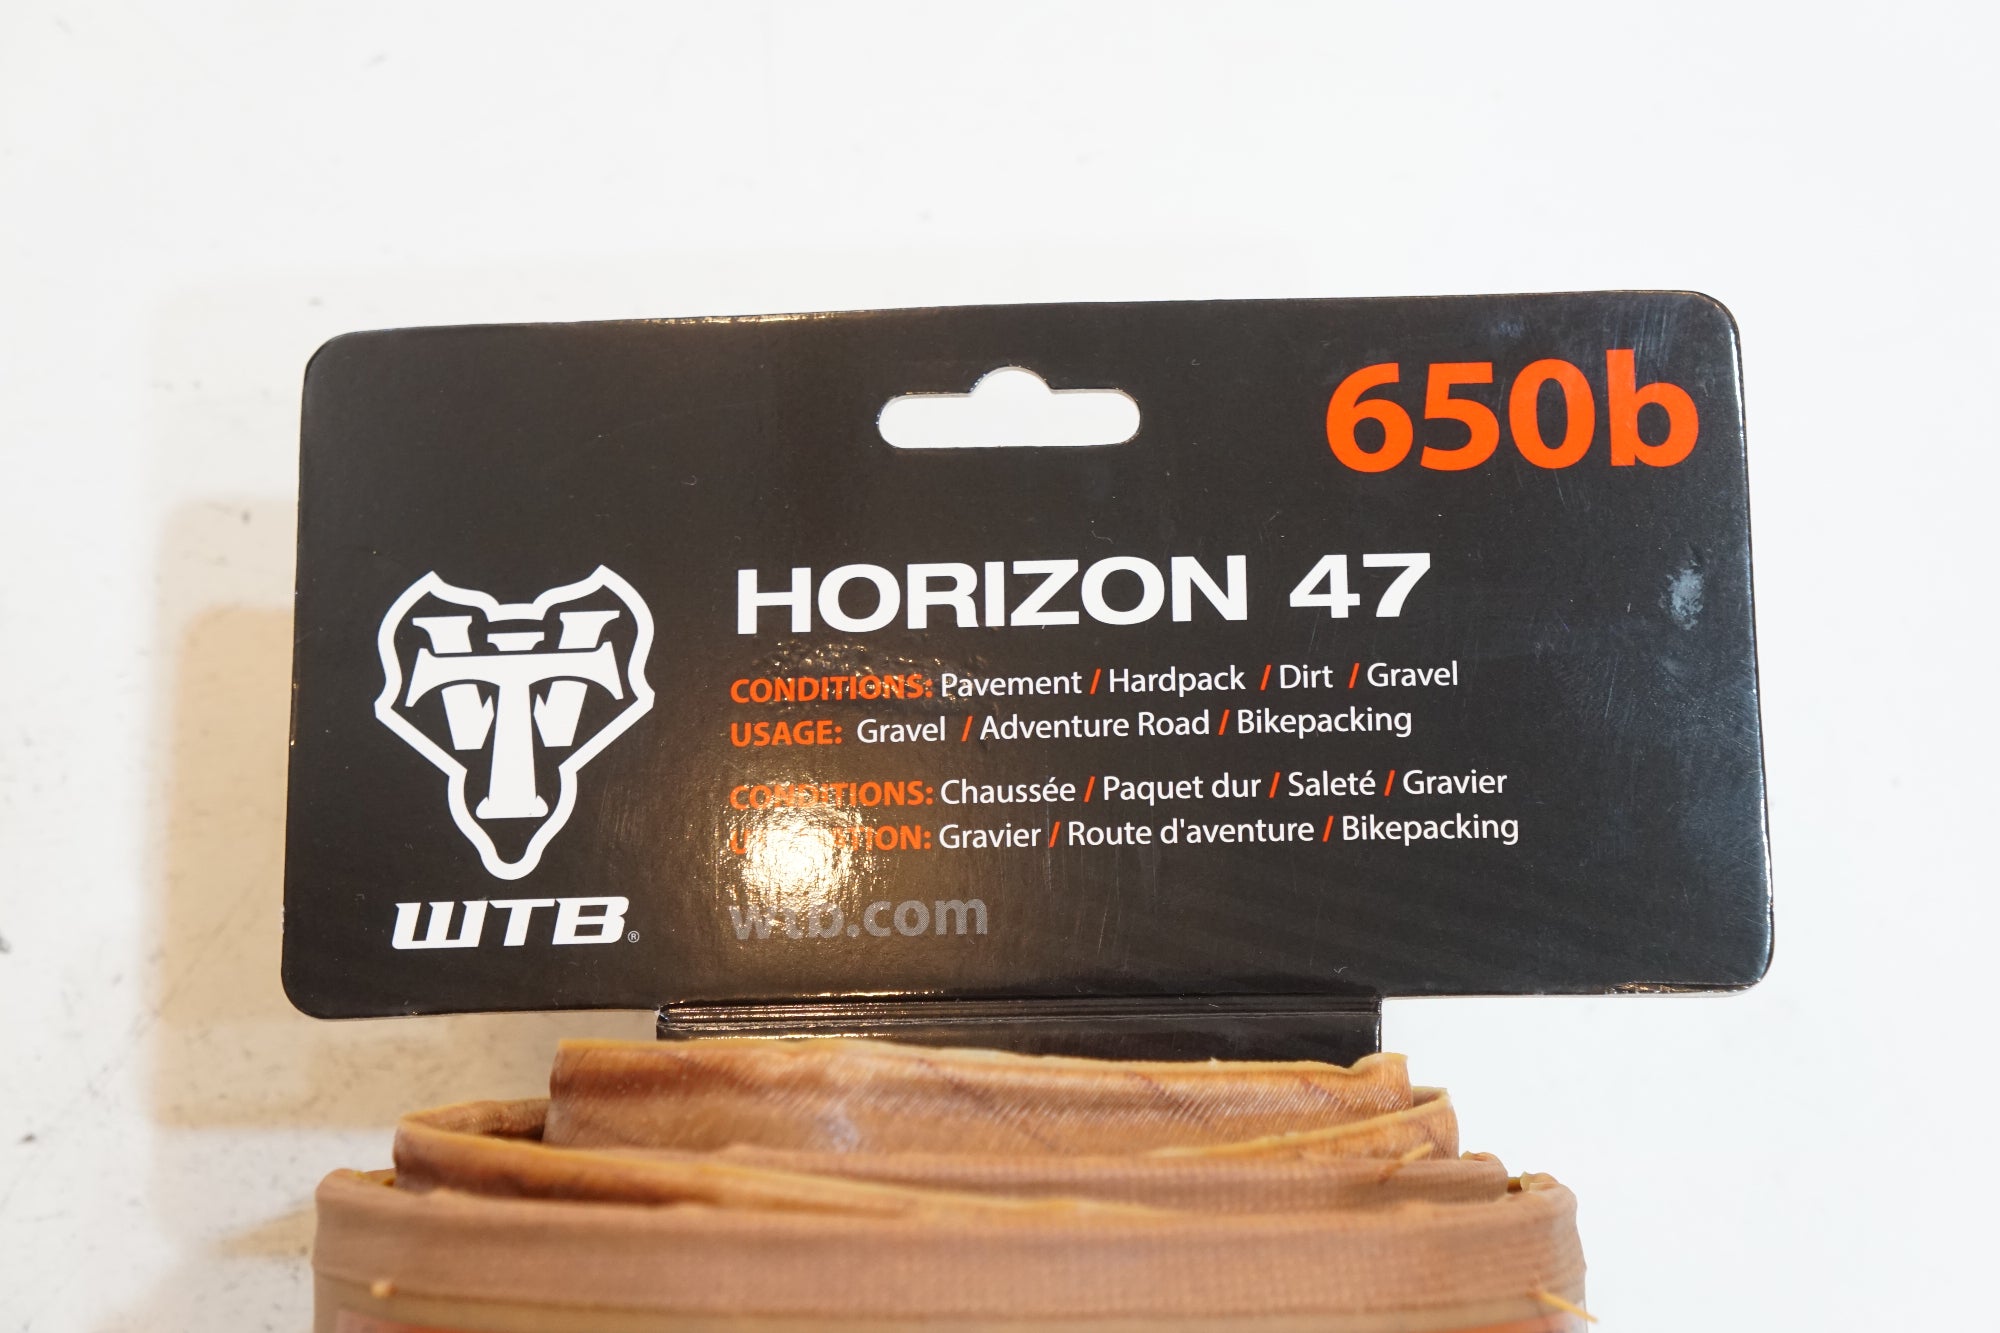 650b
HORIZON 47
CONDITIONS: Pavement / Hardpack / Dirt / Gravel
USAGE: Gravel / Adventure Road / Bikepacking
CONDITIONS: Chaussée / Paquet dur / Saleté / Gravier
UTILISATION: Gravier / Route d'aventure / Bikepacking
WTB®
wtb.com